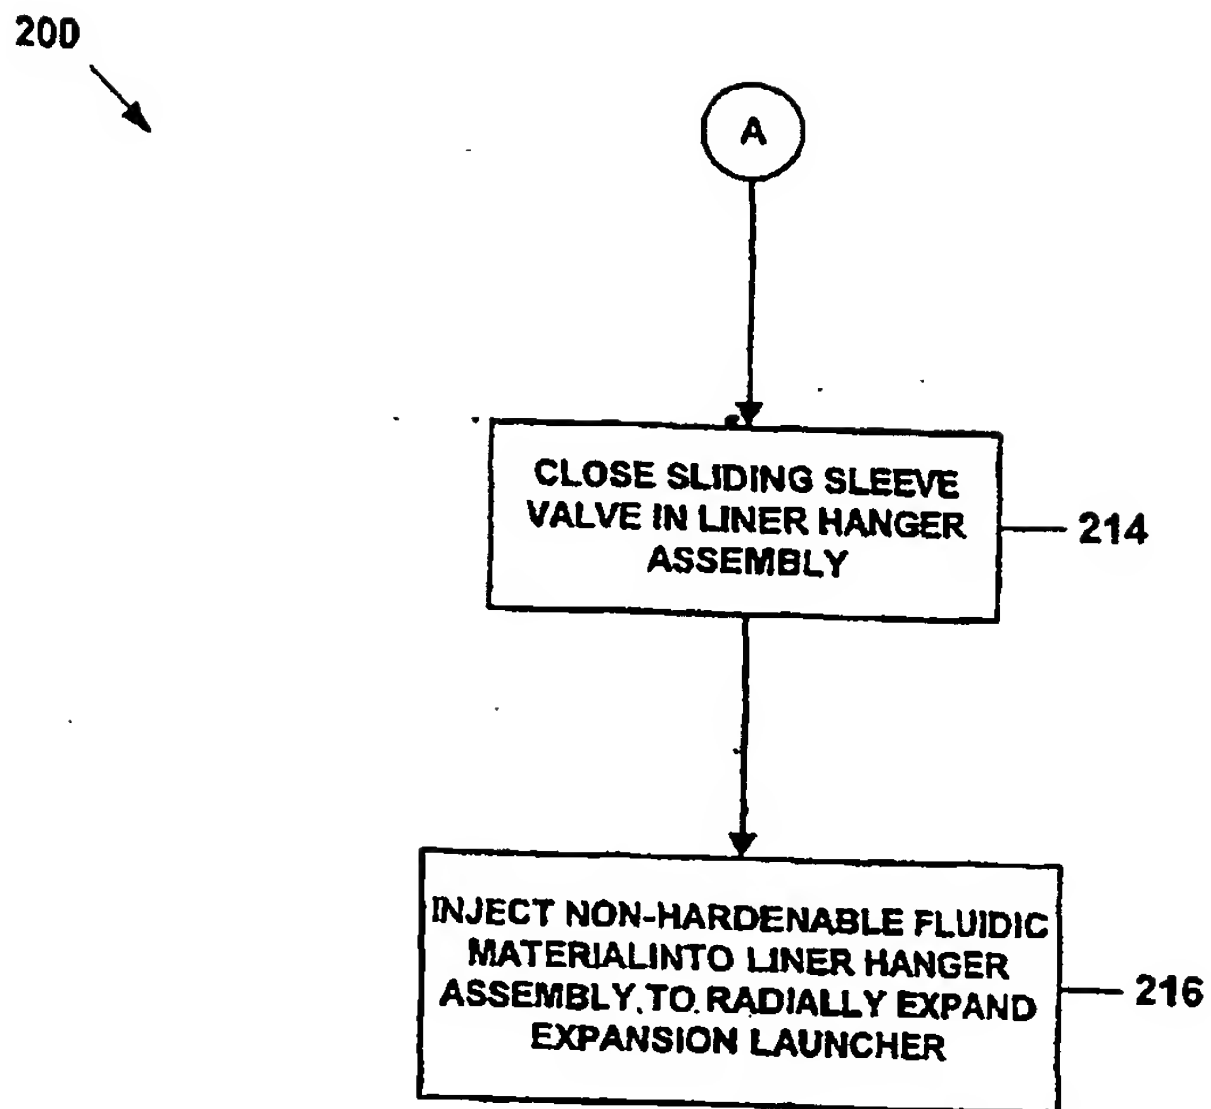 200
A
CLOSE SLIDING SLEEVE
VALVE IN LINER HANGER
ASSEMBLY
214
INJECT NON-HARDENABLE FLUIDIC
MATERIALINTO LINER HANGER
ASSEMBLY TO RADIALLY EXPAND
EXPANSION LAUNCHER
216